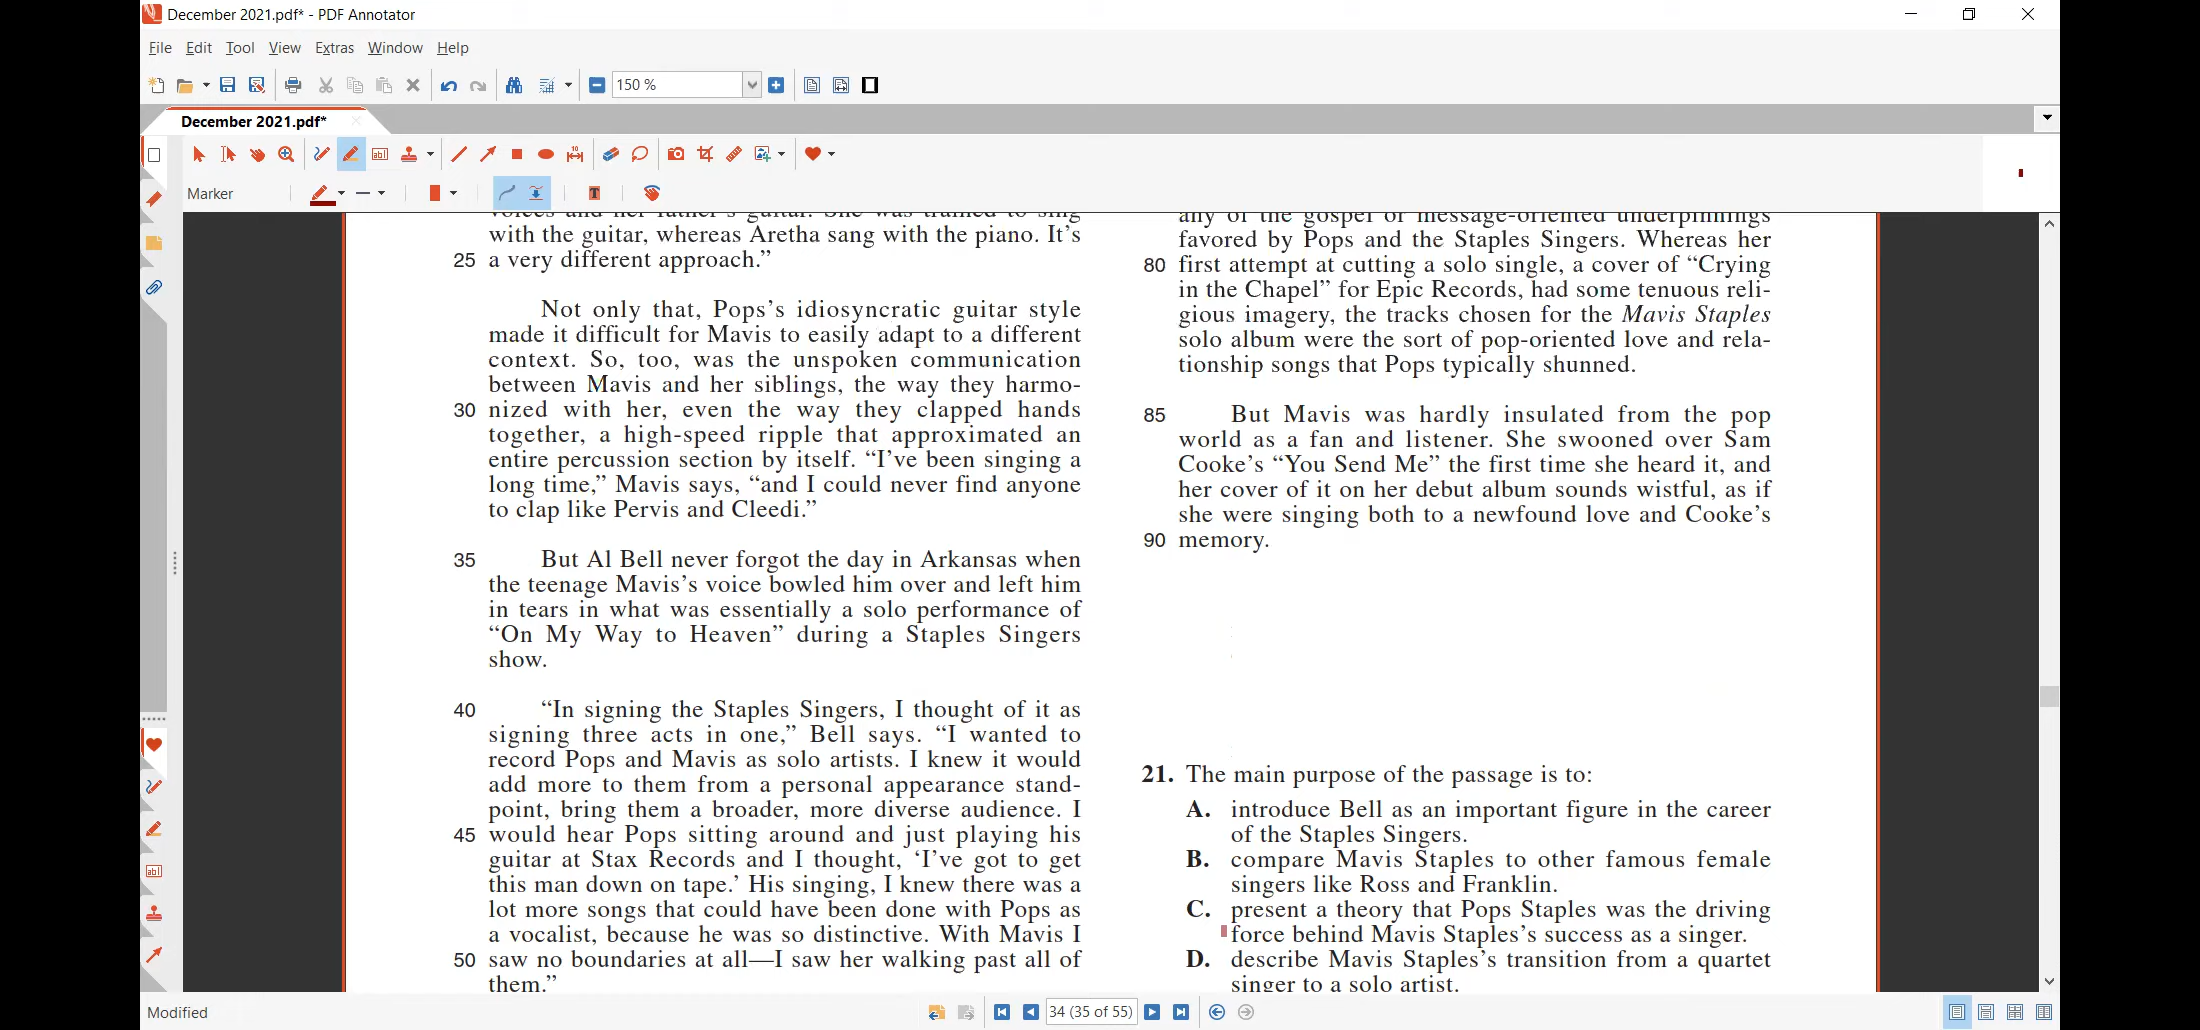 December 2021.pdf* - PDF Annotator
File Edit Tool View Extras Window Help
150 %
December 2021.pdf*
Marker
voices and her father's guitar. She was trained to sing
with the guitar, whereas Aretha sang with the piano. It's
25 a very different approach.”
Not only that, Pops's idiosyncratic guitar style
made it difficult for Mavis to easily adapt to a different
context. So, too, was the unspoken communication
between Mavis and her siblings, the way they harmo-
30 nized with her, even the way they clapped hands
together, a high-speed ripple that approximated an
entire percussion section by itself. “I've been singing a
long time,” Mavis says, “and I could never find anyone
to clap like Pervis and Cleedi.”
35 But Al Bell never forgot the day in Arkansas when
the teenage Mavis's voice bowled him over and left him
in tears in what was essentially a solo performance of
“On My Way to Heaven” during a Staples Singers
show.
40 “In signing the Staples Singers, I thought of it as
signing three acts in one,” Bell says. “I wanted to
record Pops and Mavis as solo artists. I knew it would
add more to them from a personal appearance stand-
point, bring them a broader, more diverse audience. I
45 would hear Pops sitting around and just playing his
guitar at Stax Records and I thought, ‘I've got to get
this man down on tape.’ His singing, I knew there was a
lot more songs that could have been done with Pops as
a vocalist, because he was so distinctive. With Mavis I
50 saw no boundaries at all—I saw her walking past all of
them.”
any of the gospel or message-oriented underpinnings
favored by Pops and the Staples Singers. Whereas her
80 first attempt at cutting a solo single, a cover of “Crying
in the Chapel” for Epic Records, had some tenuous reli-
gious imagery, the tracks chosen for the Mavis Staples
solo album were the sort of pop-oriented love and rela-
tionship songs that Pops typically shunned.
85 But Mavis was hardly insulated from the pop
world as a fan and listener. She swooned over Sam
Cooke's “You Send Me” the first time she heard it, and
her cover of it on her debut album sounds wistful, as if
she were singing both to a newfound love and Cooke's
90 memory.
21. The main purpose of the passage is to:
A. introduce Bell as an important figure in the career
of the Staples Singers.
B. compare Mavis Staples to other famous female
singers like Ross and Franklin.
C. present a theory that Pops Staples was the driving
force behind Mavis Staples's success as a singer.
D. describe Mavis Staples's transition from a quartet
singer to a solo artist.
Modified
34 (35 of 55)